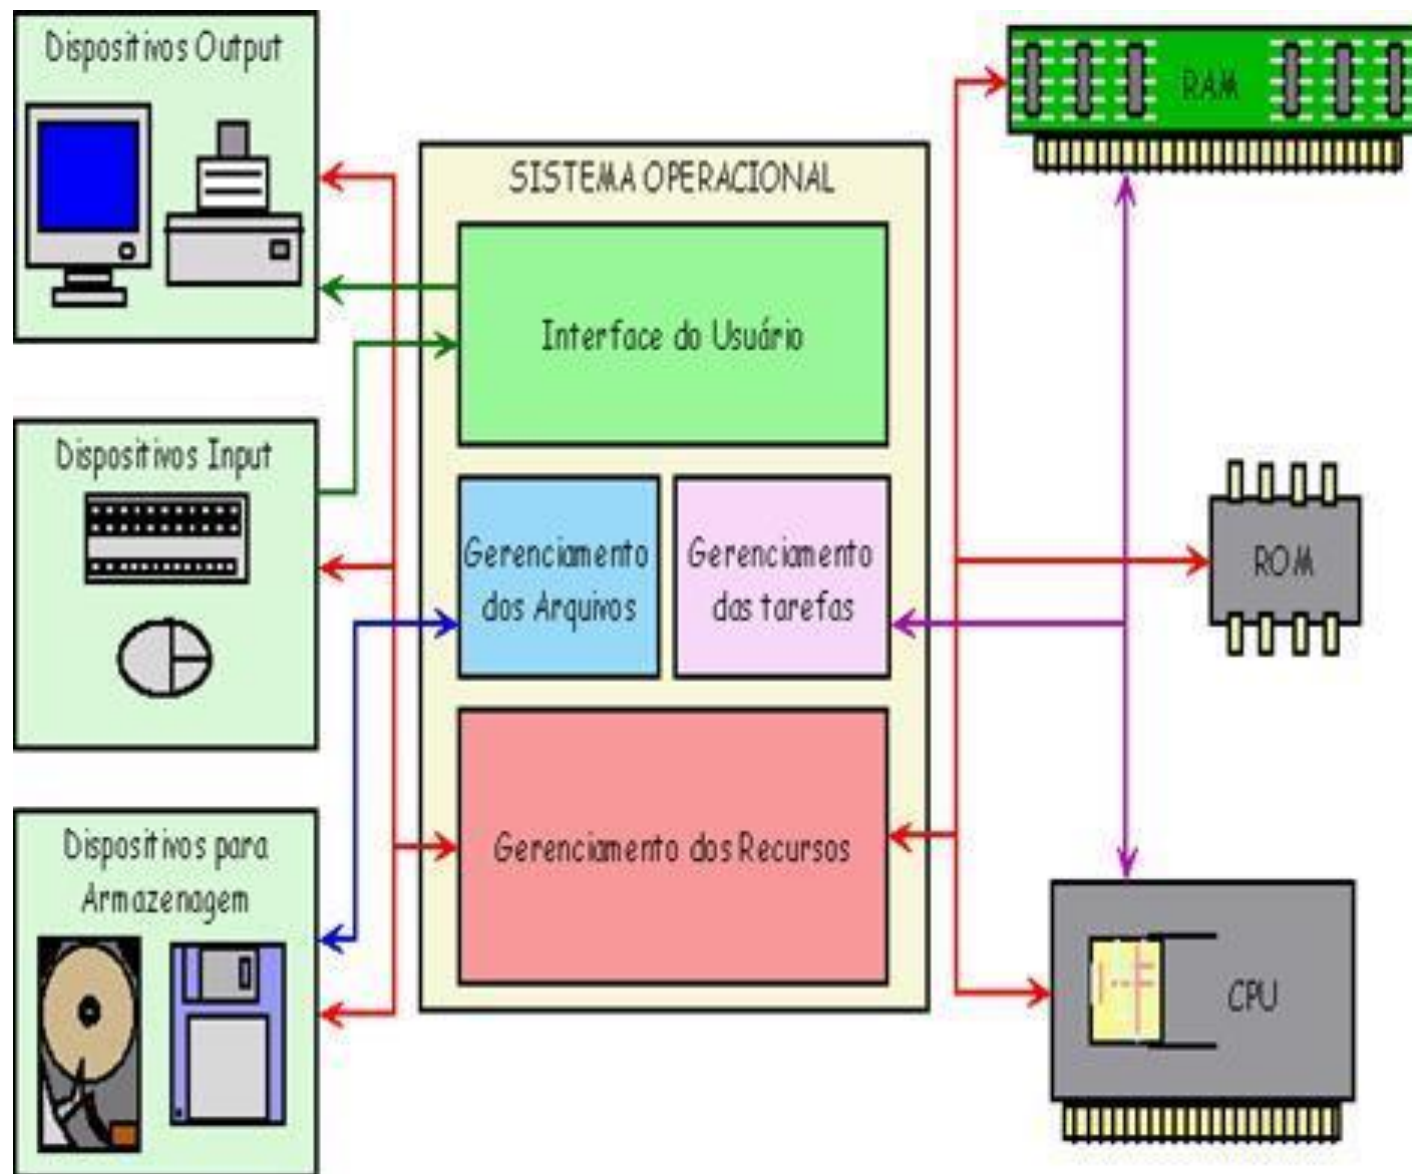 Dispositivos Output
SISTEMA OPERACIONAL
Interface do Usuário
Dispositivos Input
Gerenciamento
dos Arquivos
Gerenciamento
das tarefas
Gerenciamento dos Recursos
Dispositivos para
Armazenagem
RAM
ROM
CPU